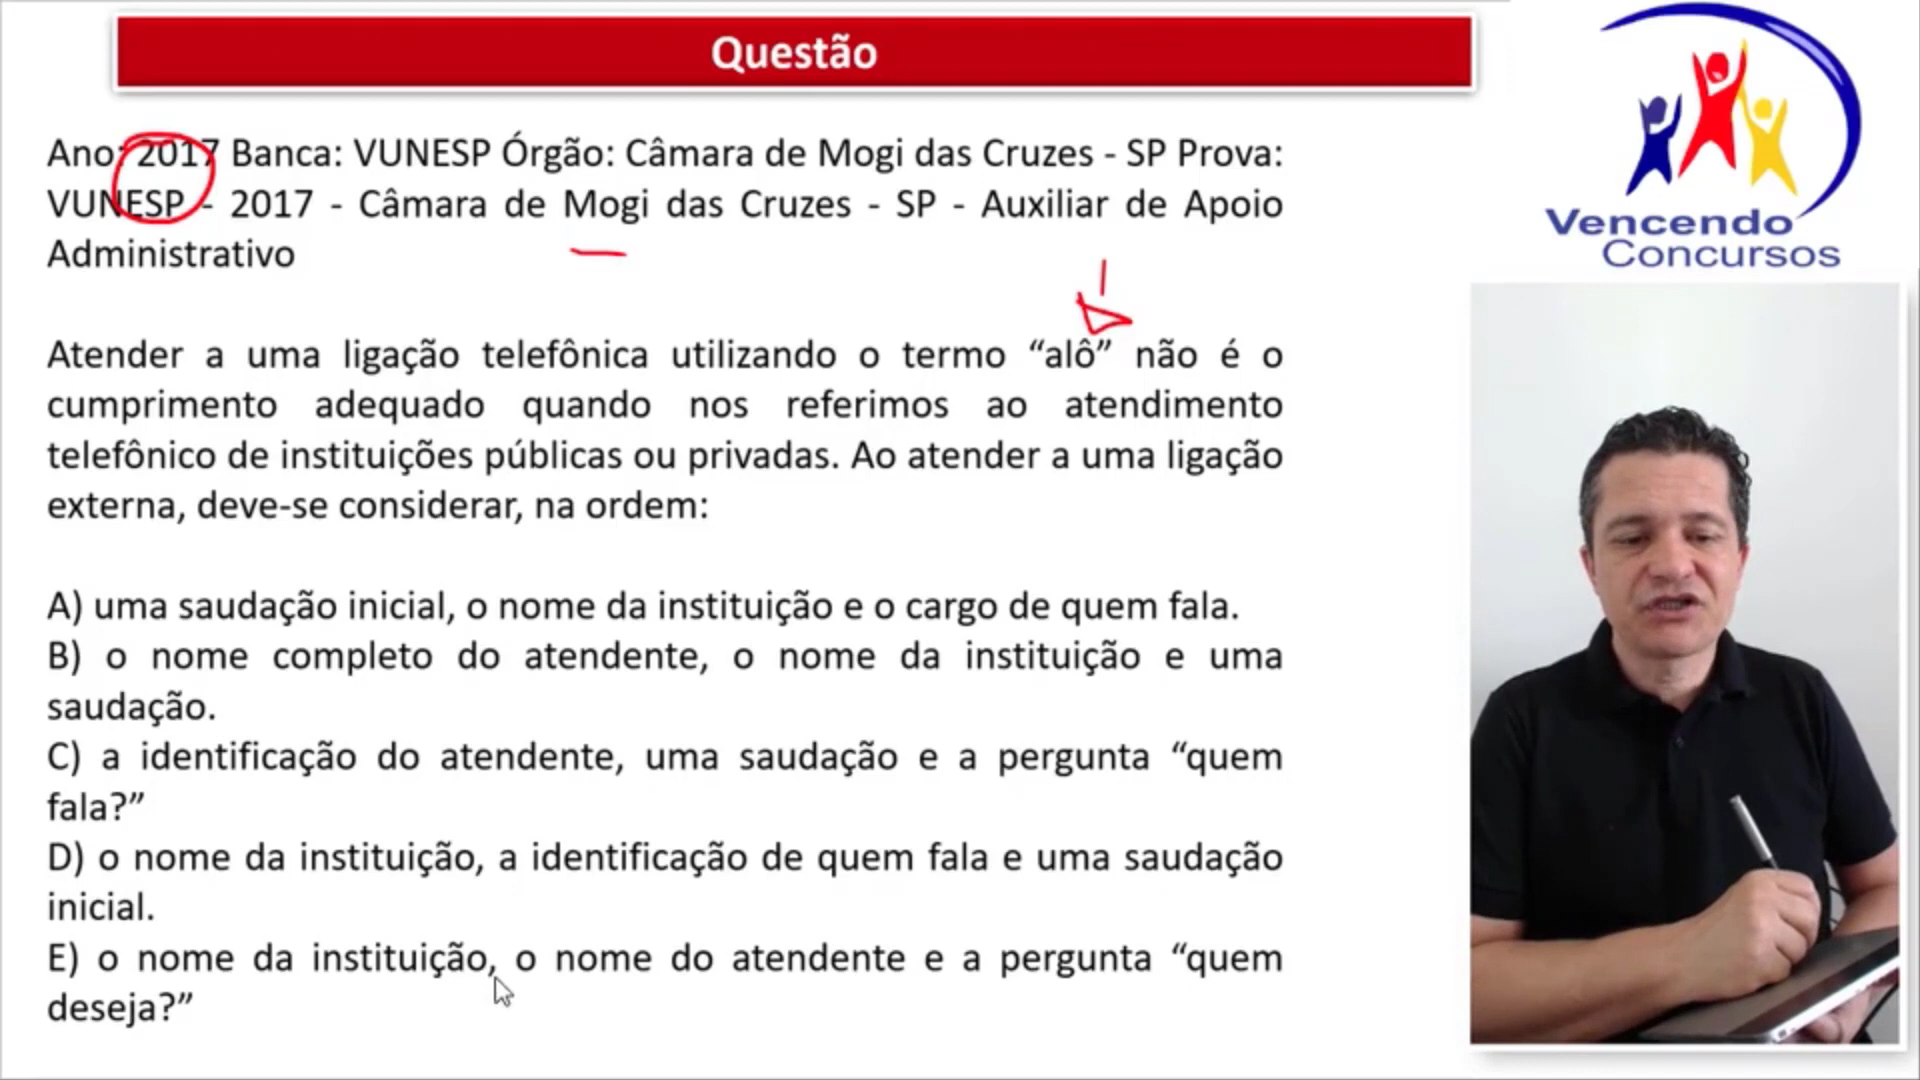 Questão
Ano: 2017 Banca: VUNESP Órgão: Câmara de Mogi das Cruzes - SP Prova:
VUNESP - 2017 - Câmara de Mogi das Cruzes - SP - Auxiliar de Apoio
Administrativo
Atender a uma ligação telefônica utilizando o termo “alô” não é o
cumprimento adequado quando nos referimos ao atendimento
telefônico de instituições públicas ou privadas. Ao atender a uma ligação
externa, deve-se considerar, na ordem:
A) uma saudação inicial, o nome da instituição e o cargo de quem fala.
B) o nome completo do atendente, o nome da instituição e uma
saudação.
C) a identificação do atendente, uma saudação e a pergunta “quem
fala?”
D) o nome da instituição, a identificação de quem fala e uma saudação
inicial.
E) o nome da instituição, o nome do atendente e a pergunta “quem
deseja?”
Vencendo
Concursos